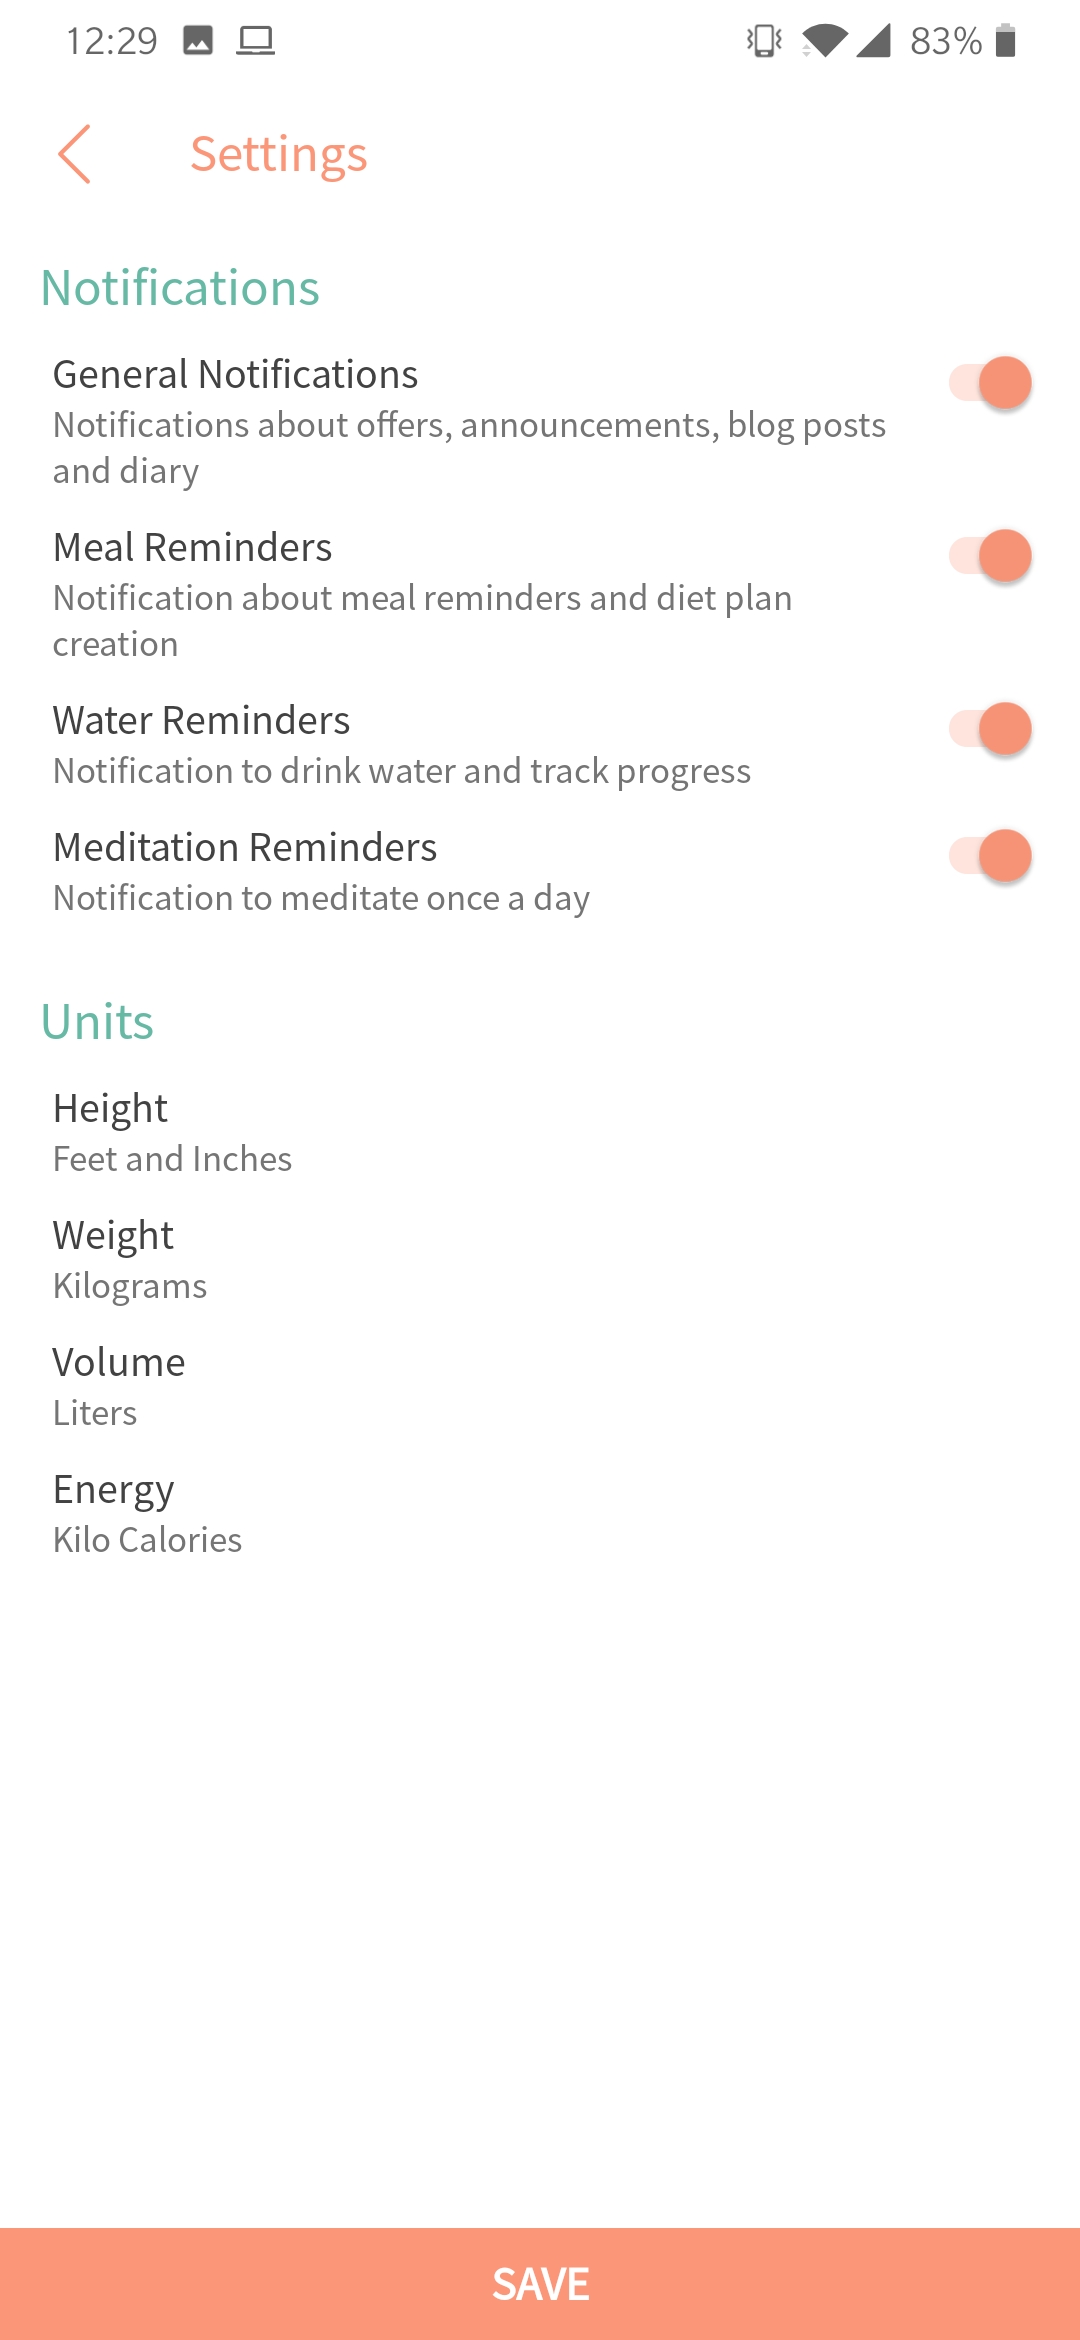 12:29
83%
Settings
Notifications
General Notifications
Notifications about offers, announcements, blog posts
and diary
Meal Reminders
Notification about meal reminders and diet plan
creation
Water Reminders
Notification to drink water and track progress
Meditation Reminders
Notification to meditate once a day
Units
Height
Feet and Inches
Weight
Kilograms
Volume
Liters
Energy
Kilo Calories
SAVE